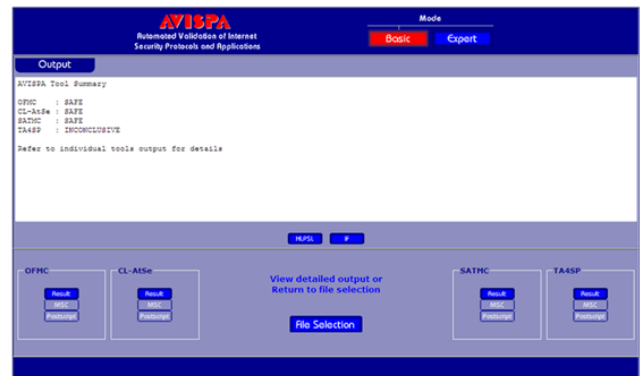 AVISPA
Automated Validation of Internet
Security Protocols and Applications
Mode
Basic
Expert
Output
AVISPA Tool Summary
OFMC : SAFE
CL-AtSe : SAFE
SATMC : SAFE
TA4SP : INCONCLUSIVE
Refer to individual tools output for details
HLPSL
IF
OFMC
Result
MSC
Postscript
CL-AtSe
Result
MSC
Postscript
View detailed output or
Return to file selection
File Selection
SATMC
Result
MSC
Postscript
TA4SP
Result
MSC
Postscript